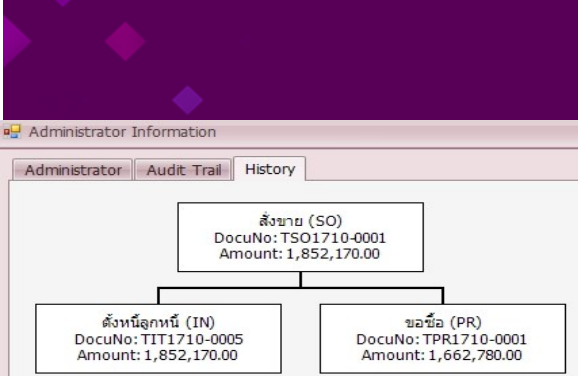 Administrator Information
Administrator Audit Trail History
สั่งขาย (SO)
DocuNo: TSO1710-0001
Amount: 1,852,170.00
ตั้งหนี้ลูกหนี้ (IN)
DocuNo: TIT1710-0005
Amount: 1,852,170.00
ขอซื้อ (PR)
DocuNo: TPR1710-0001
Amount: 1,662,780.00